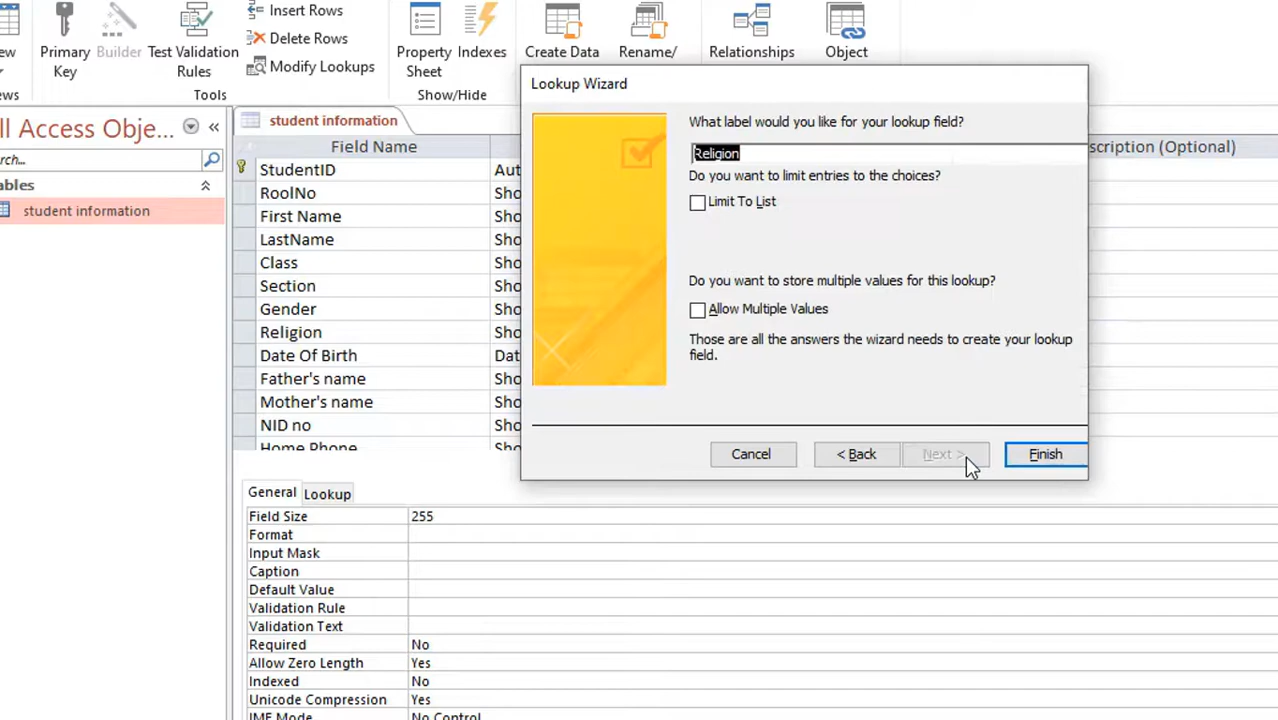 Insert Rows
Delete Rows
Modify Lookups
Primary Key
Builder
Test Validation Rules
Property Sheet
Indexes
Create Data
Rename/
Relationships
Object
Tools
Show/Hide
ll Access Obje...
student information
Field Name
scription (Optional)
StudentID
Aut
RoolNo
Sho
First Name
Sho
LastName
Sho
Class
Sho
Section
Sho
Gender
Sho
Religion
Sho
Date Of Birth
Dat
Father's name
Sho
Mother's name
Sho
NID no
Sho
Home Phone
student information
Lookup Wizard
What label would you like for your lookup field?
Religion
Do you want to limit entries to the choices?
Limit To List
Do you want to store multiple values for this lookup?
Allow Multiple Values
Those are all the answers the wizard needs to create your lookup
field.
Cancel
< Back
Next >
Finish
General
Lookup
Field Size 255
Format
Input Mask
Caption
Default Value
Validation Rule
Validation Text
Required No
Allow Zero Length Yes
Indexed No
Unicode Compression Yes
IME Mode No Control